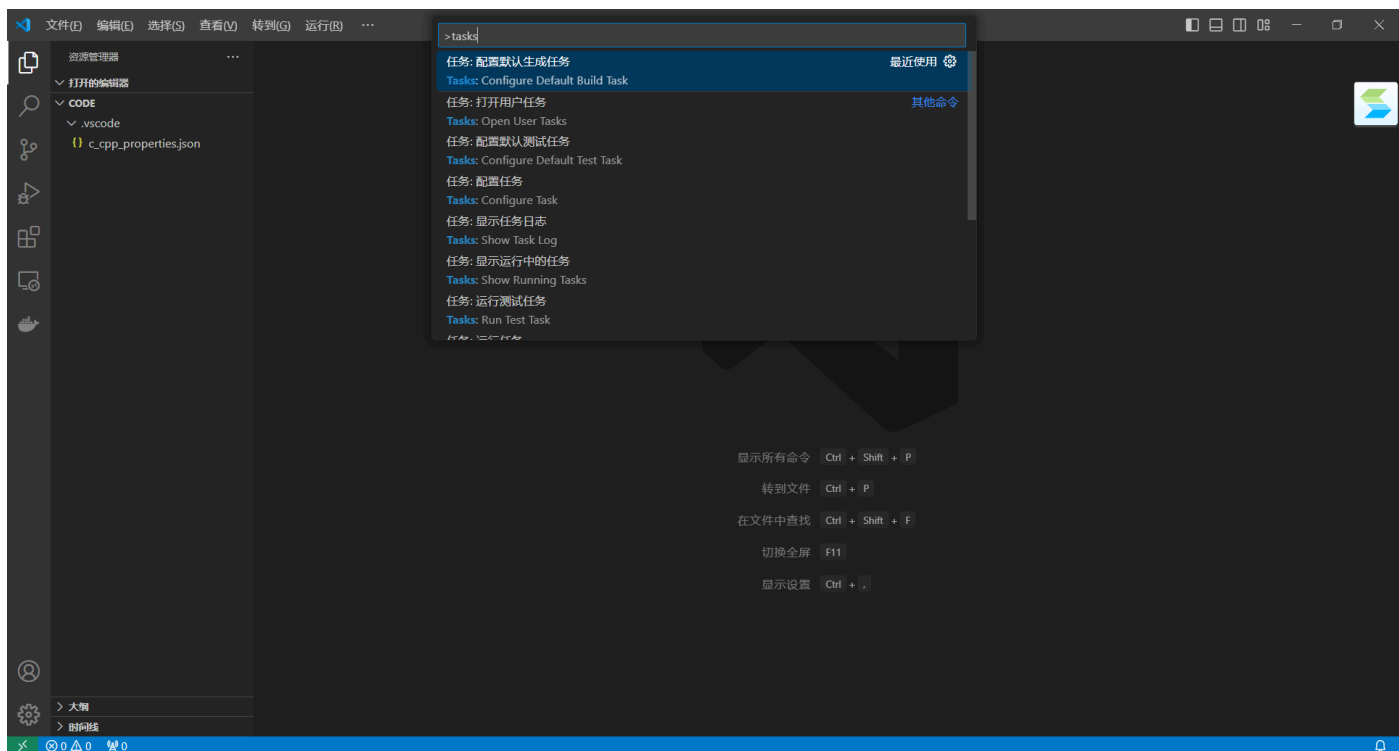 文件(F) 编辑(E) 选择(S) 查看(V) 转到(G) 运行(R) ···
>tasks
资源管理器 ···
打开的编辑器
CODE
.vscode
{} c_cpp_properties.json
任务: 配置默认生成任务 最近使用
Tasks: Configure Default Build Task
任务: 打开用户任务 其他命令
Tasks: Open User Tasks
任务: 配置默认测试任务
Tasks: Configure Default Test Task
任务: 配置任务
Tasks: Configure Task
任务: 显示任务日志
Tasks: Show Task Log
任务: 显示运行中的任务
Tasks: Show Running Tasks
任务: 运行测试任务
Tasks: Run Test Task
任务: 运行任务
显示所有命令 Ctrl + Shift + P
转到文件 Ctrl + P
在文件中查找 Ctrl + Shift + F
切换全屏 F11
显示设置 Ctrl + ,
大纲
时间线
0 0 0